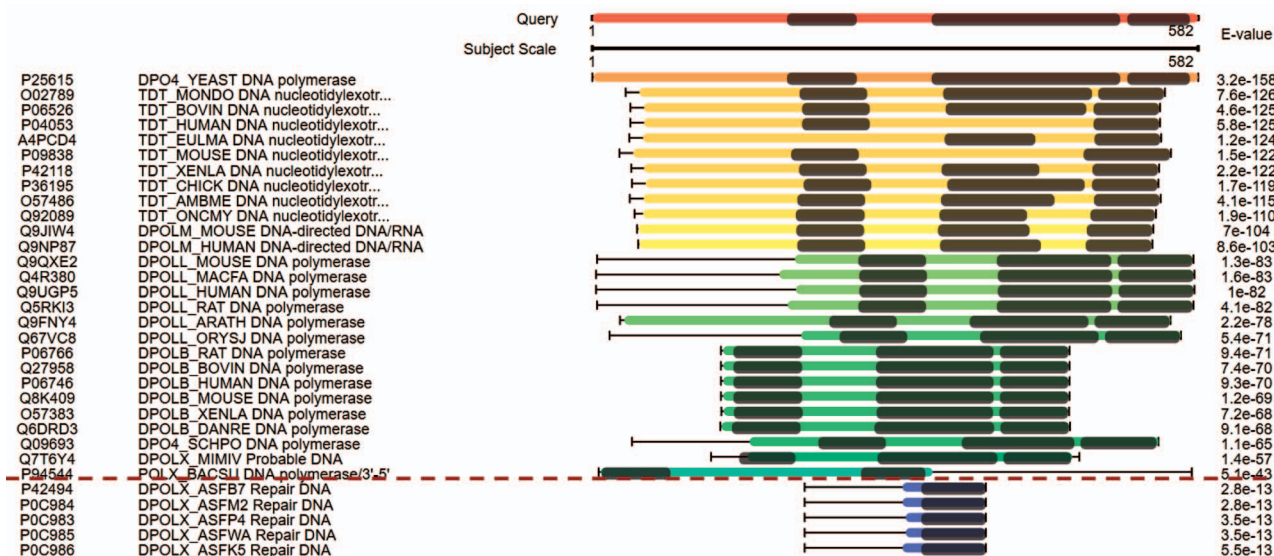 Query
1 582 E-value
Subject Scale
1 582
P25615 DPO4_YEAST DNA polymerase 3.2e-158
O02789 TDT_MONDO DNA nucleotidylexotr... 7.6e-126
P06526 TDT_BOVIN DNA nucleotidylexotr... 4.6e-125
P04053 TDT_HUMAN DNA nucleotidylexotr... 5.8e-125
A4PCD4 TDT_EULMA DNA nucleotidylexotr... 1.2e-124
P09838 TDT_MOUSE DNA nucleotidylexotr... 1.5e-122
P42118 TDT_XENLA DNA nucleotidylexotr... 2.2e-122
P36195 TDT_CHICK DNA nucleotidylexotr... 1.7e-119
O57486 TDT_AMBME DNA nucleotidylexotr... 4.1e-115
Q92089 TDT_ONCMY DNA nucleotidylexotr... 1.9e-110
Q9JIW4 DPOLM_MOUSE DNA-directed DNA/RNA 7e-104
Q9NP87 DPOLM_HUMAN DNA-directed DNA/RNA 8.6e-103
Q9QXE2 DPOLL_MOUSE DNA polymerase 1.3e-83
Q4R380 DPOLL_MACFA DNA polymerase 1.6e-83
Q9UGP5 DPOLL_HUMAN DNA polymerase 1e-82
Q5RKI3 DPOLL_RAT DNA polymerase 4.1e-82
Q9FNY4 DPOLL_ARATH DNA polymerase 2.2e-78
Q67VC8 DPOLL_ORYSJ DNA polymerase 5.4e-71
P06766 DPOLB_RAT DNA polymerase 9.4e-71
Q27958 DPOLB_BOVIN DNA polymerase 7.4e-70
P06746 DPOLB_HUMAN DNA polymerase 9.3e-70
Q8K409 DPOLB_MOUSE DNA polymerase 1.2e-69
O57383 DPOLB_XENLA DNA polymerase 7.2e-68
Q6DRD3 DPOLB_DANRE DNA polymerase 9.1e-68
Q09693 DPO4_SCHPO DNA polymerase 1.1e-65
Q7T6Y4 DPOLX_MIMIV Probable DNA 1.4e-57
P94544 POLX_BACSU DNA polymerase/3'-5' 5.1e-43
P42494 DPOLX_ASFB7 Repair DNA 2.8e-13
P0C984 DPOLX_ASFM2 Repair DNA 2.8e-13
P0C983 DPOLX_ASFP4 Repair DNA 3.5e-13
P0C985 DPOLX_ASFWA Repair DNA 3.5e-13
P0C986 DPOLX_ASFK5 Repair DNA 5.5e-13